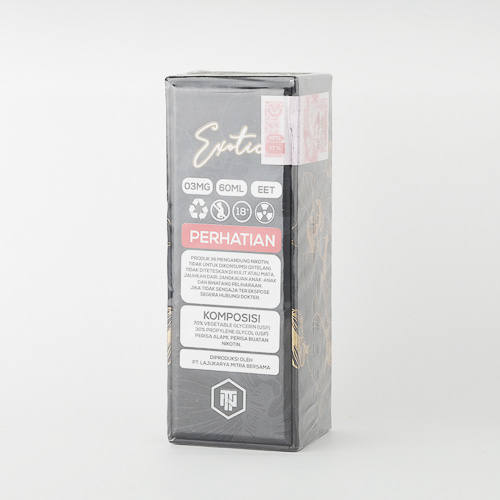 Exotic
03MG 60ML EET
18+
PERHATIAN
PRODUK INI MENGANDUNG NIKOTIN.
TIDAK UNTUK DIKONSUMSI (DITELAN).
TIDAK DITETESKAN DI KULIT ATAU MATA.
JAUHKAN DARI JANGKAUAN ANAK-ANAK
DAN BINATANG PELIHARAAN.
JIKA TIDAK SENGAJA TEREKSPOSE
SEGERA HUBUNGI DOKTER.
KOMPOSISI
70% VEGETABLE GLYCERIN (USP)
30% PROPYLENE GLYCOL (USP)
PERISA ALAMI, PERISA BUATAN
NIKOTIN.
DIPRODUKSI OLEH
PT. LAJUKARYA MITRA BERSAMA